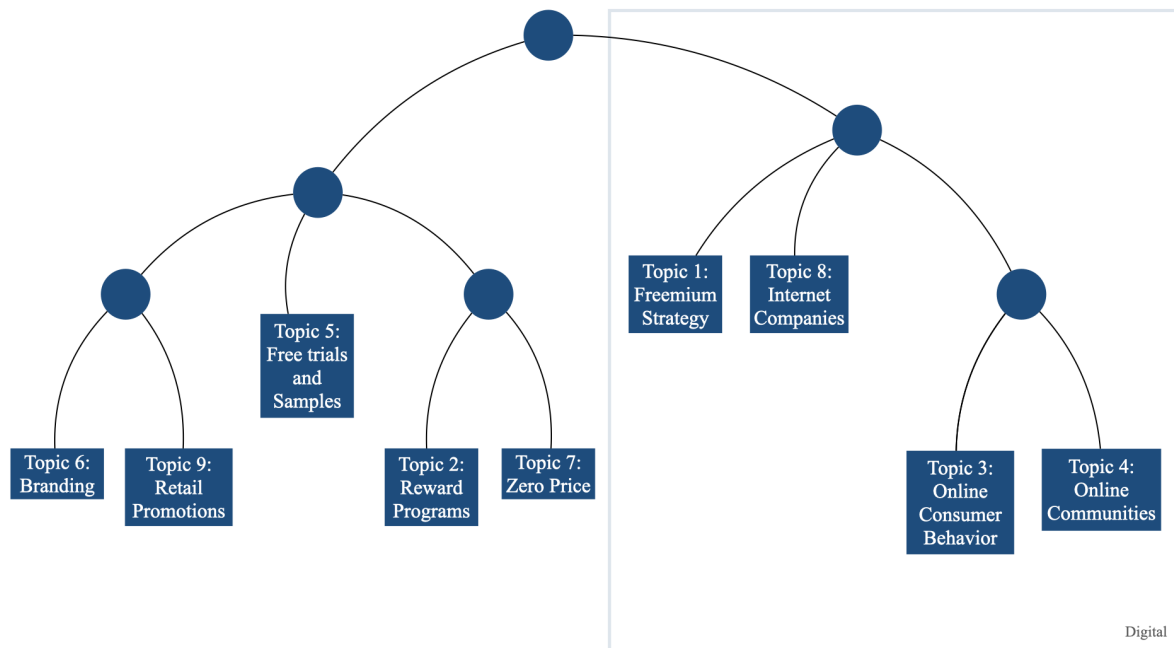 Topic 1:
Freemium
Strategy
Topic 8:
Internet
Companies
Topic 5:
Free trials
and
Samples
Topic 6:
Branding
Topic 9:
Retail
Promotions
Topic 2:
Reward
Programs
Topic 7:
Zero Price
Topic 3:
Online
Consumer
Behavior
Topic 4:
Online
Communities
Digital